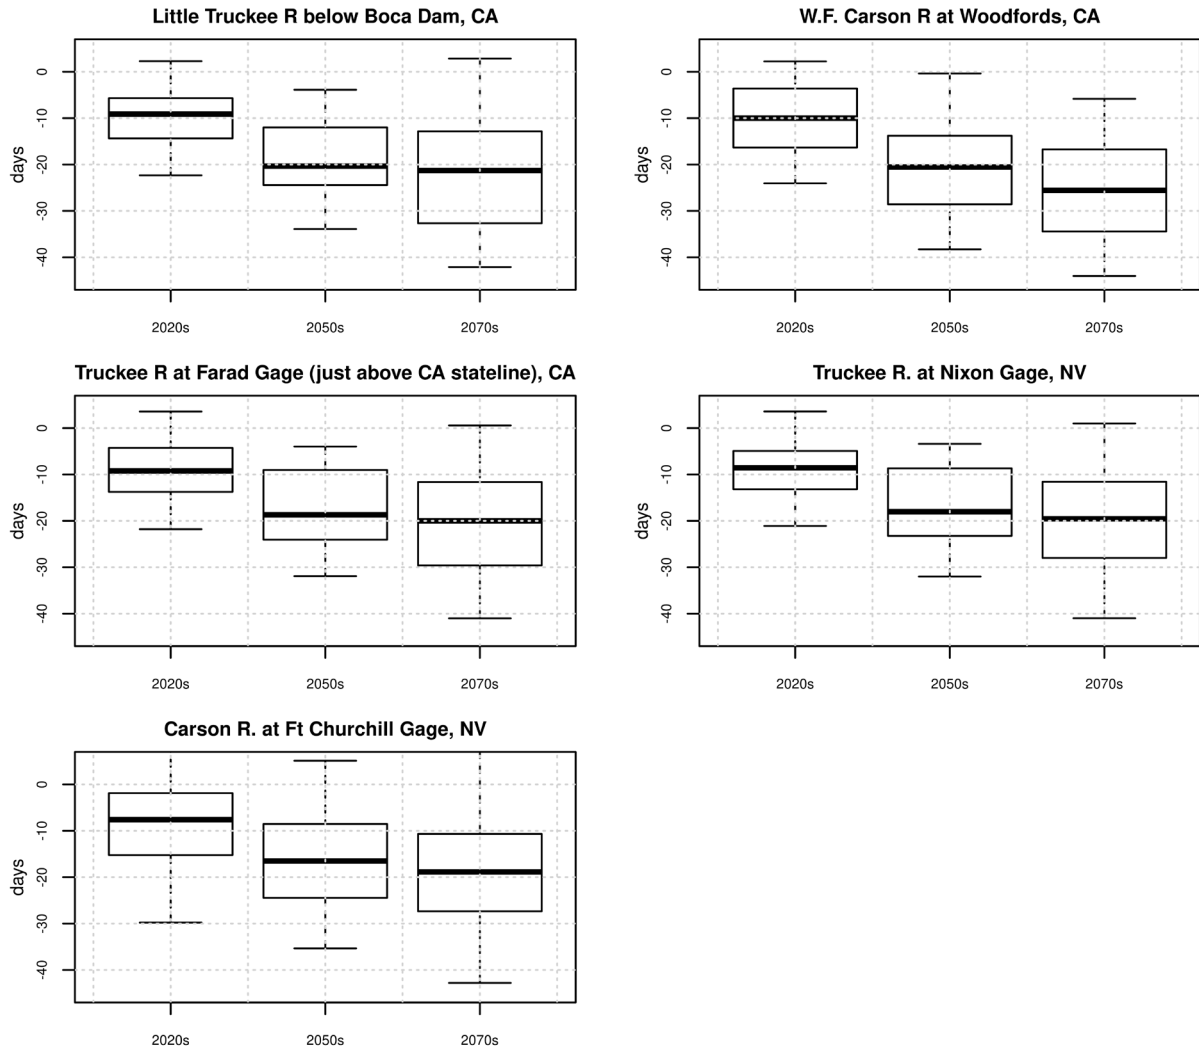 Little Truckee R below Boca Dam, CA
days
0
-10
-20
-30
-40
2020s 2050s 2070s
W.F. Carson R at Woodfords, CA
days
0
-10
-20
-30
-40
2020s 2050s 2070s
Truckee R at Farad Gage (just above CA stateline), CA
days
0
-10
-20
-30
-40
2020s 2050s 2070s
Truckee R. at Nixon Gage, NV
days
0
-10
-20
-30
-40
2020s 2050s 2070s
Carson R. at Ft Churchill Gage, NV
days
0
-10
-20
-30
-40
2020s 2050s 2070s